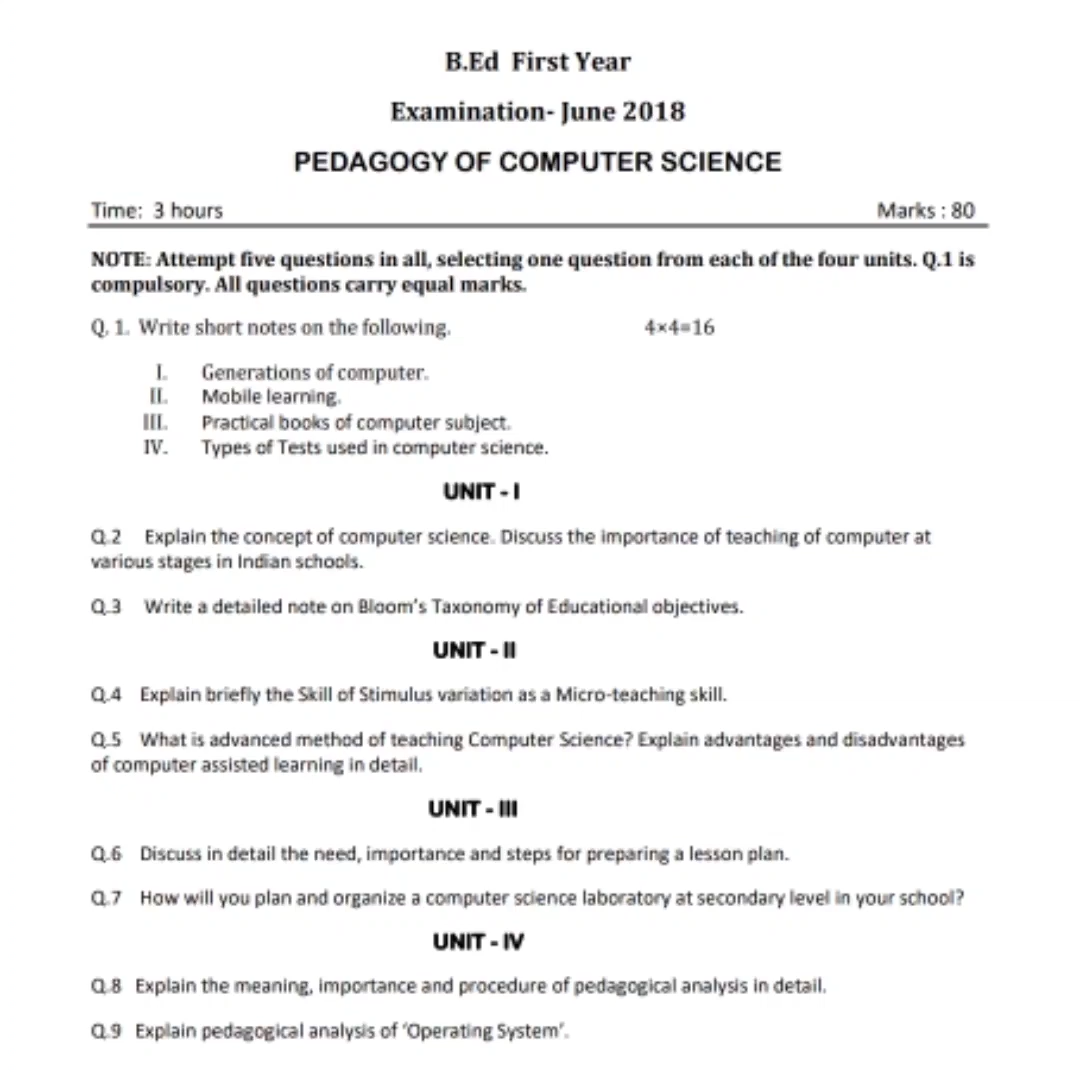 B.Ed First Year
Examination- June 2018
PEDAGOGY OF COMPUTER SCIENCE
Time: 3 hours Marks : 80
NOTE: Attempt five questions in all, selecting one question from each of the four units. Q.1 is
compulsory. All questions carry equal marks.
Q. 1. Write short notes on the following. 4×4=16
I. Generations of computer.
II. Mobile learning.
III. Practical books of computer subject.
IV. Types of Tests used in computer science.
UNIT - I
Q.2 Explain the concept of computer science. Discuss the importance of teaching of computer at
various stages in Indian schools.
Q.3 Write a detailed note on Bloom's Taxonomy of Educational objectives.
UNIT - II
Q.4 Explain briefly the Skill of Stimulus variation as a Micro-teaching skill.
Q.5 What is advanced method of teaching Computer Science? Explain advantages and disadvantages
of computer assisted learning in detail.
UNIT - III
Q.6 Discuss in detail the need, importance and steps for preparing a lesson plan.
Q.7 How will you plan and organize a computer science laboratory at secondary level in your school?
UNIT - IV
Q.8 Explain the meaning, importance and procedure of pedagogical analysis in detail.
Q.9 Explain pedagogical analysis of 'Operating System'.